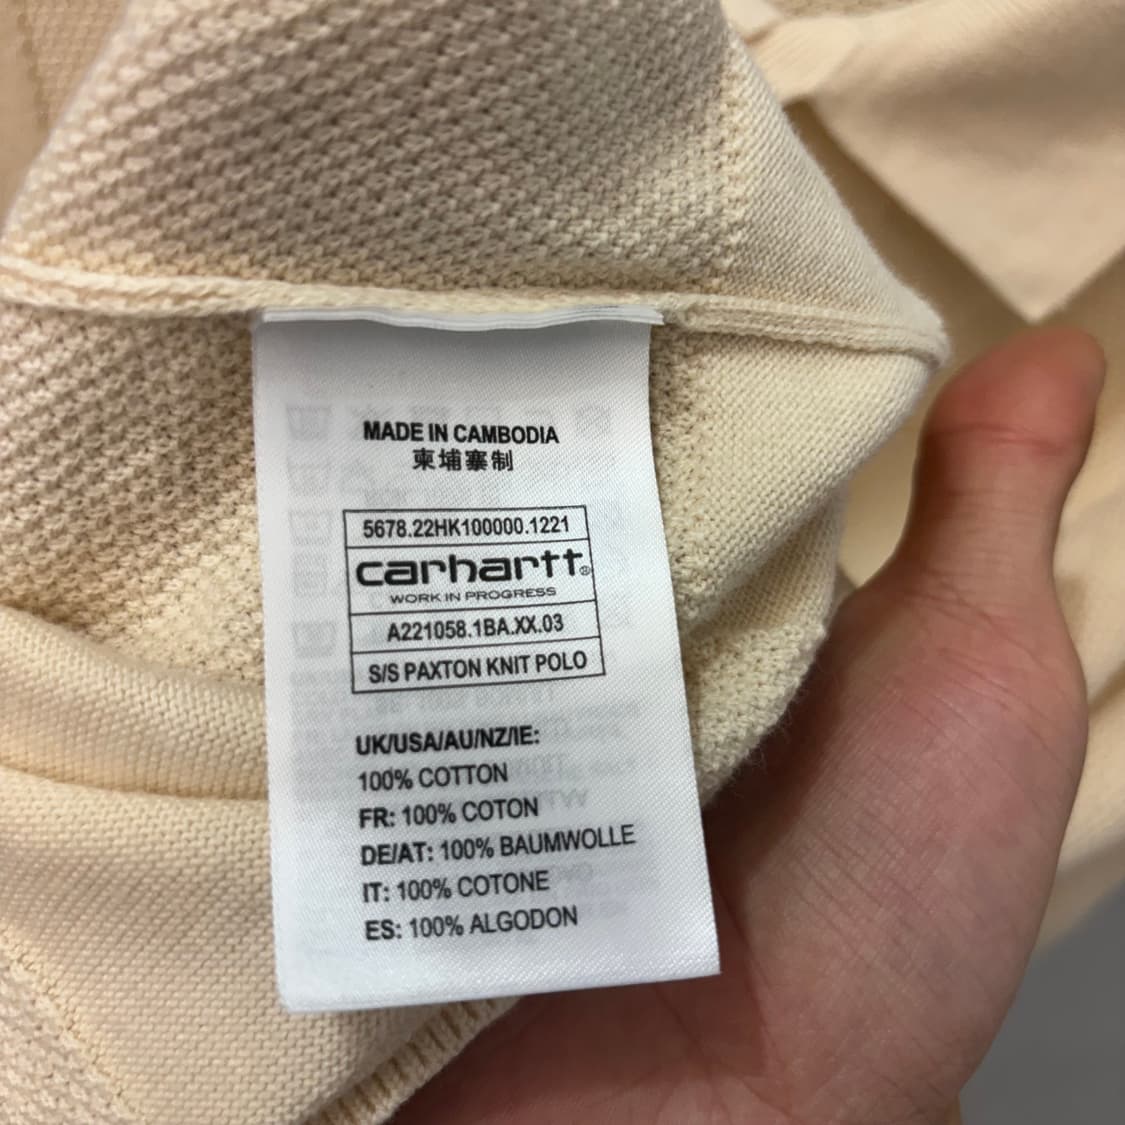 MADE IN CAMBODIA
柬埔寨制
5678.22HK100000.1221
carhartt®
WORK IN PROGRESS
A221058.1BA.XX.03
S/S PAXTON KNIT POLO
UK/USA/AU/NZ/IE:
100% COTTON
FR: 100% COTON
DE/AT: 100% BAUMWOLLE
IT: 100% COTONE
ES: 100% ALGODON